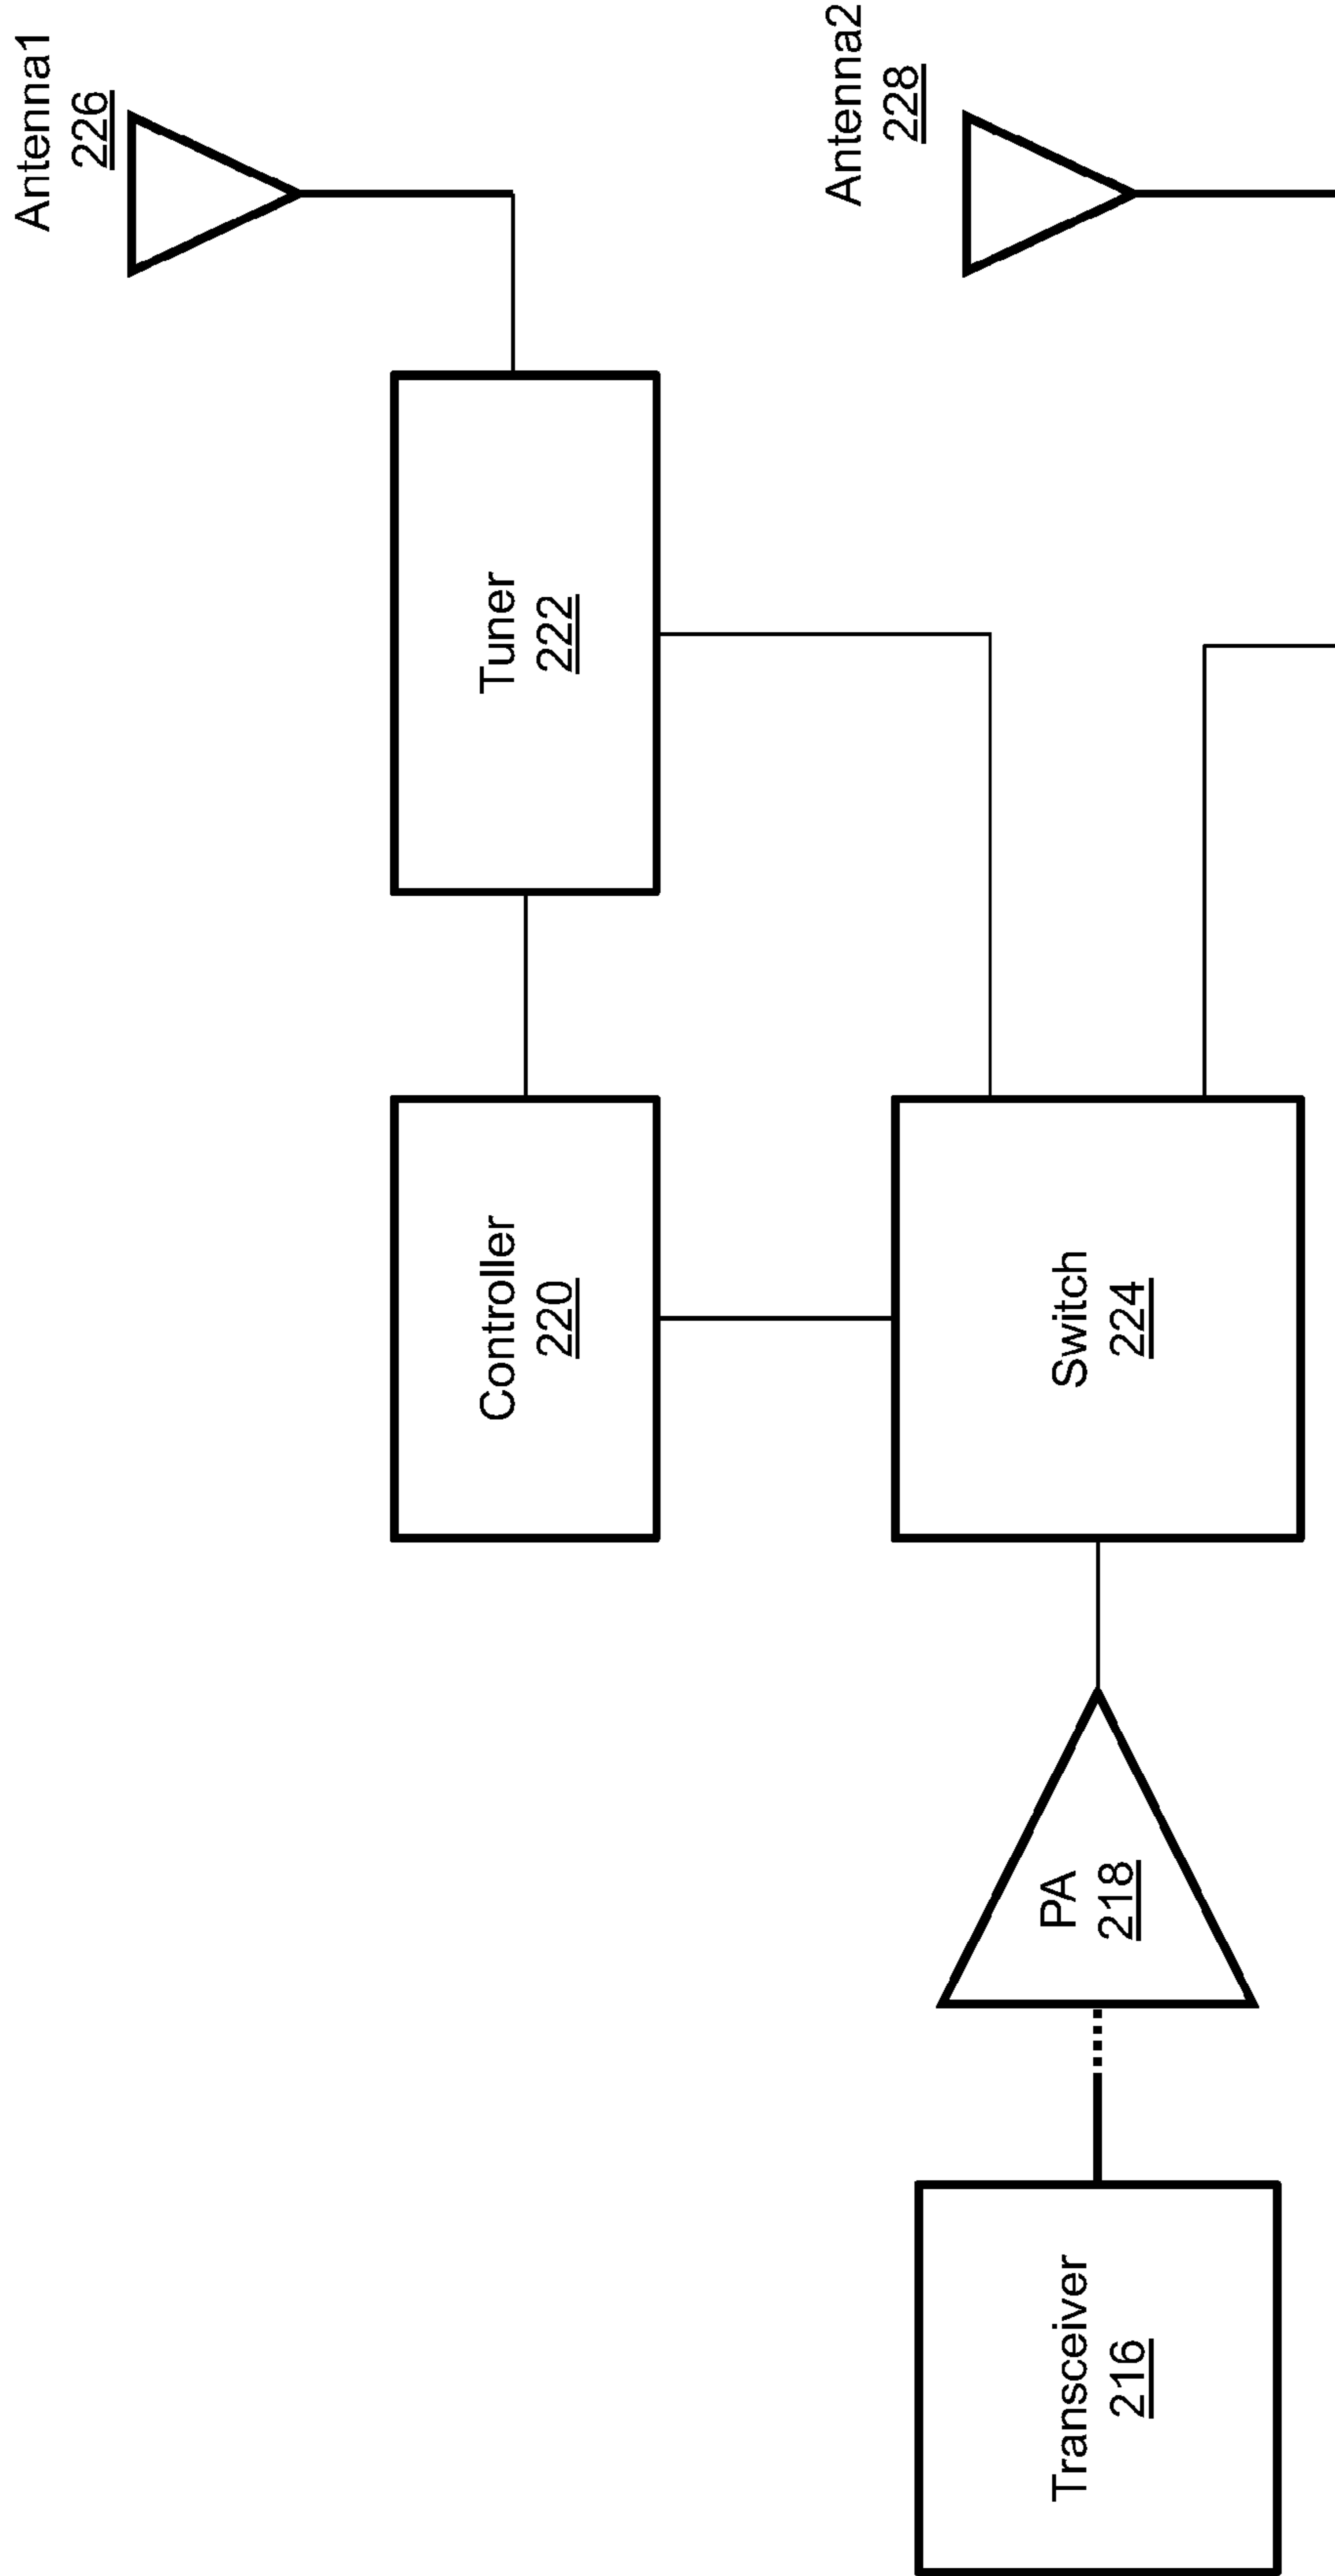 Antenna1
226
Antenna2
228
Tuner
222
Controller
220
Switch
224
PA
218
Transceiver
216